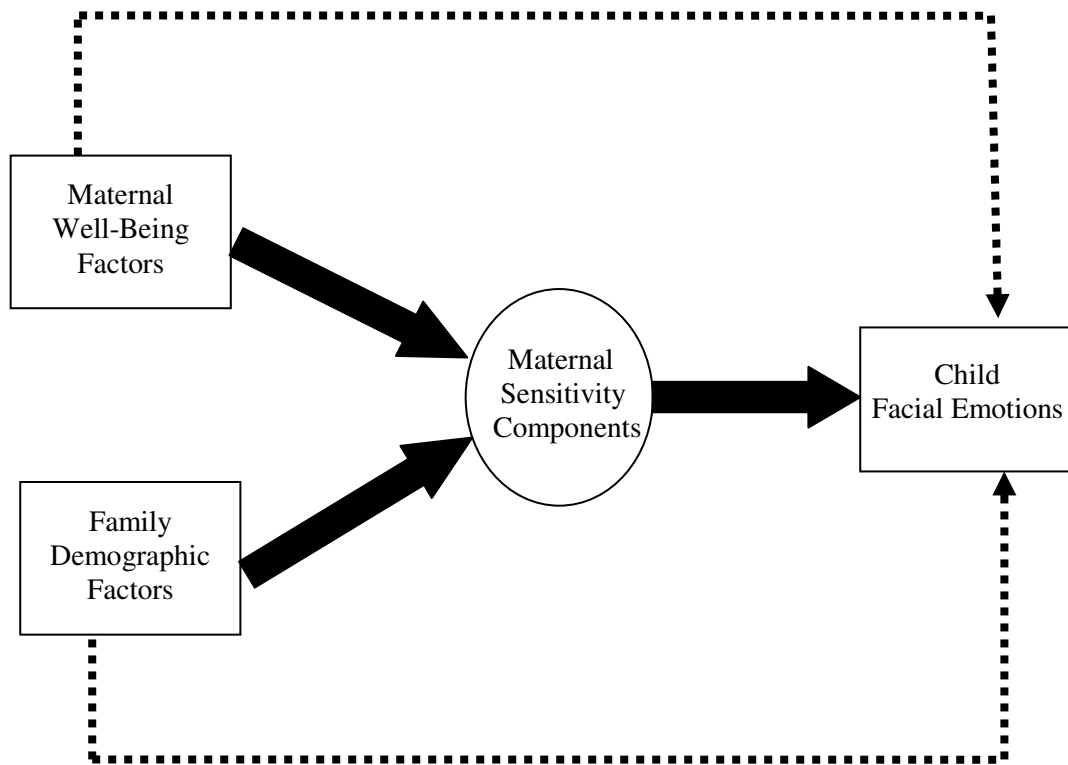 Maternal
Well-Being
Factors
Maternal
Sensitivity
Components
Child
Facial Emotions
Family
Demographic
Factors